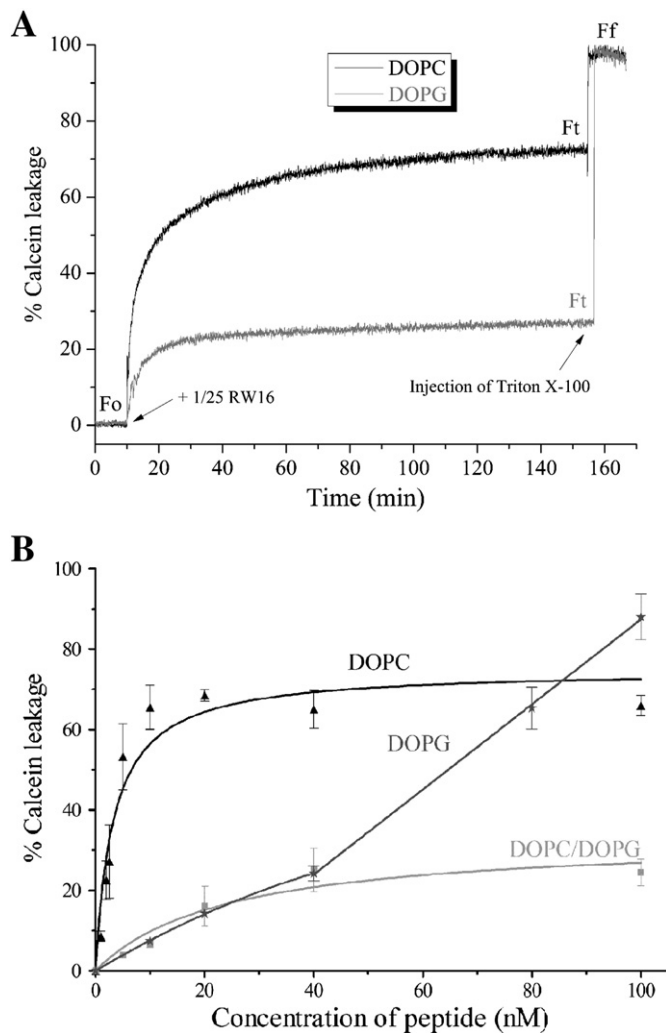 A
Ff
100
DOPC
DOPG
80
Ft
60
% Calcein leakage
40
Ft
20
Injection of Triton X-100
Fo
+ 1/25 RW16
0
0 20 40 60 80 100 120 140 160
Time (min)
B
100
80
DOPC
60
DOPG
% Calcein leakage
40
DOPC/DOPG
20
0
0 20 40 60 80 100
Concentration of peptide (nM)